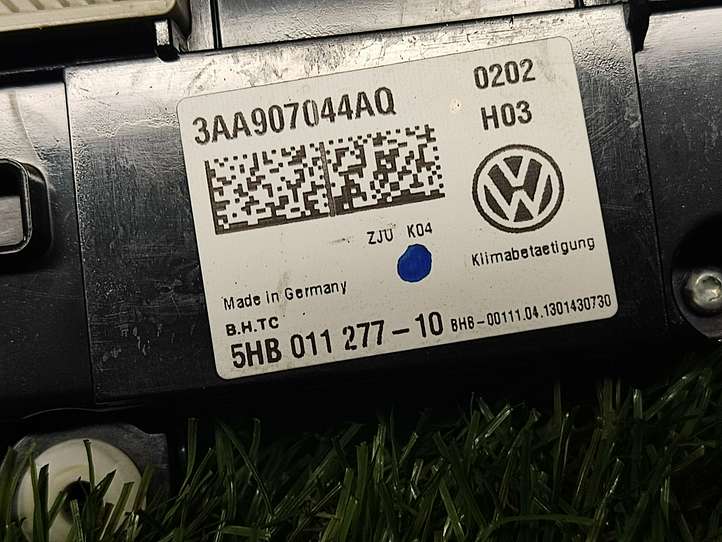 3AA907044AQ
0202
H03
ZJU K04
Klimabetaetigung
Made in Germany
B.H.TC
5HB 011 277-10
BHB-00111.04.1301430730